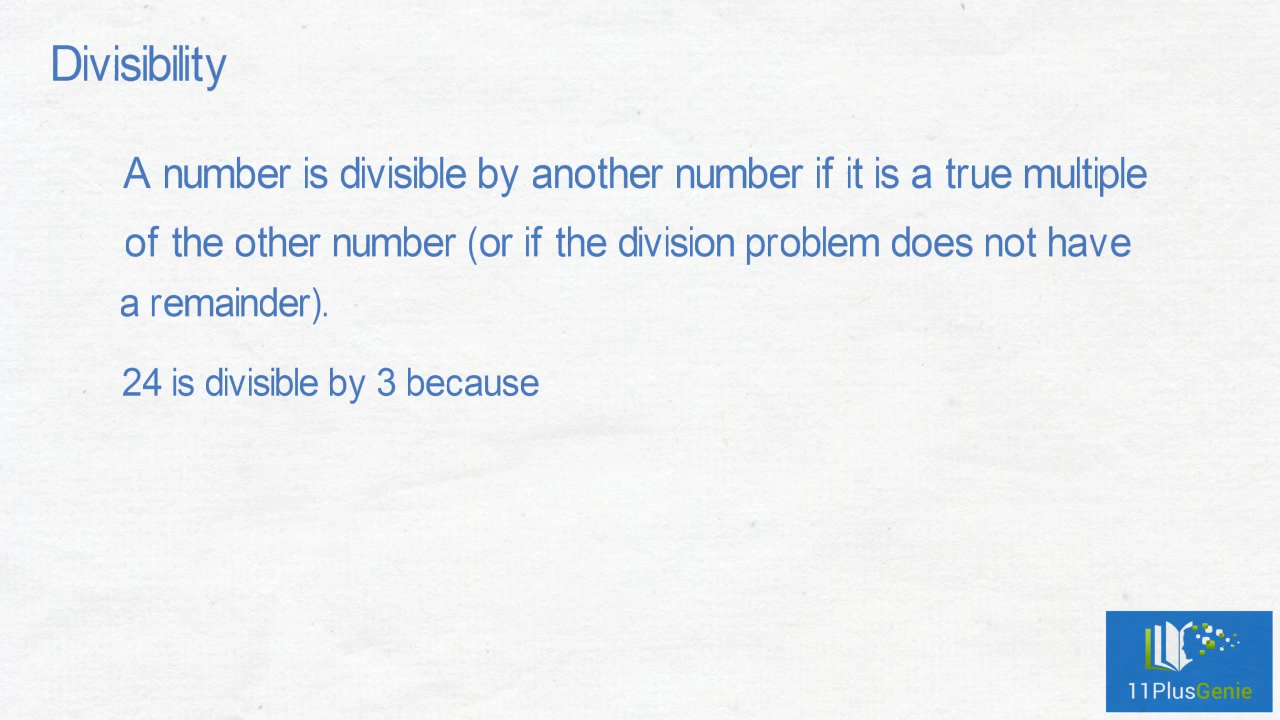 Divisibility
A number is divisible by another number if it is a true multiple
of the other number (or if the division problem does not have
a remainder).
24 is divisible by 3 because
11PlusGenie